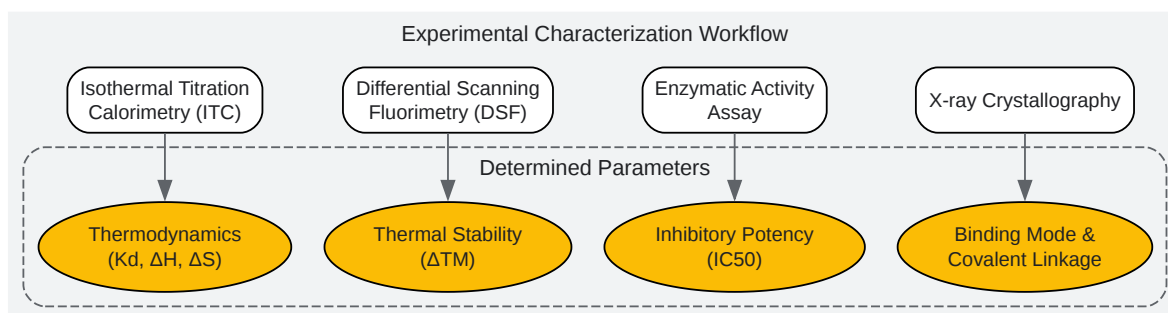 Experimental Characterization Workflow
Isothermal Titration
Calorimetry (ITC)
Differential Scanning
Fluorimetry (DSF)
Enzymatic Activity
Assay
X-ray Crystallography
Determined Parameters
Thermodynamics
(Kd, ΔH, ΔS)
Thermal Stability
(ΔTM)
Inhibitory Potency
(IC50)
Binding Mode &
Covalent Linkage